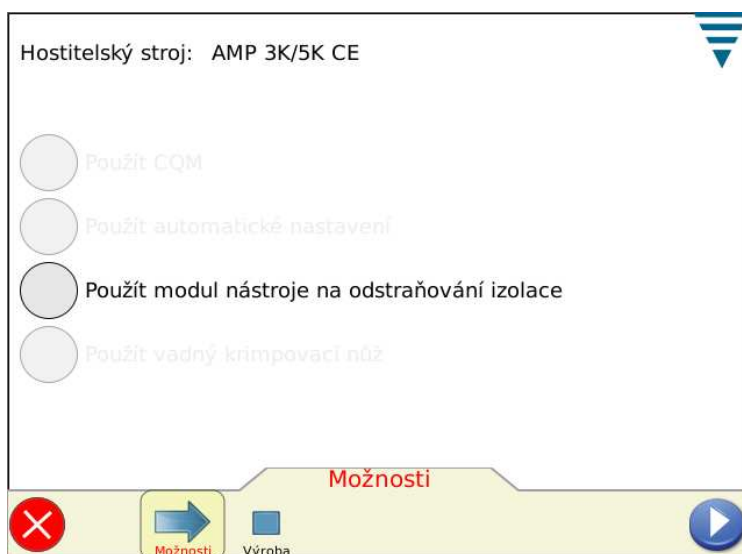 Hostitelský stroj: AMP 3K/5K CE
Použít CQM
Použít automatické nastavení
Použít modul nástroje na odstraňování izolace
Použít vadný krimpovací nůž
Možnosti
Možnosti
Výroba